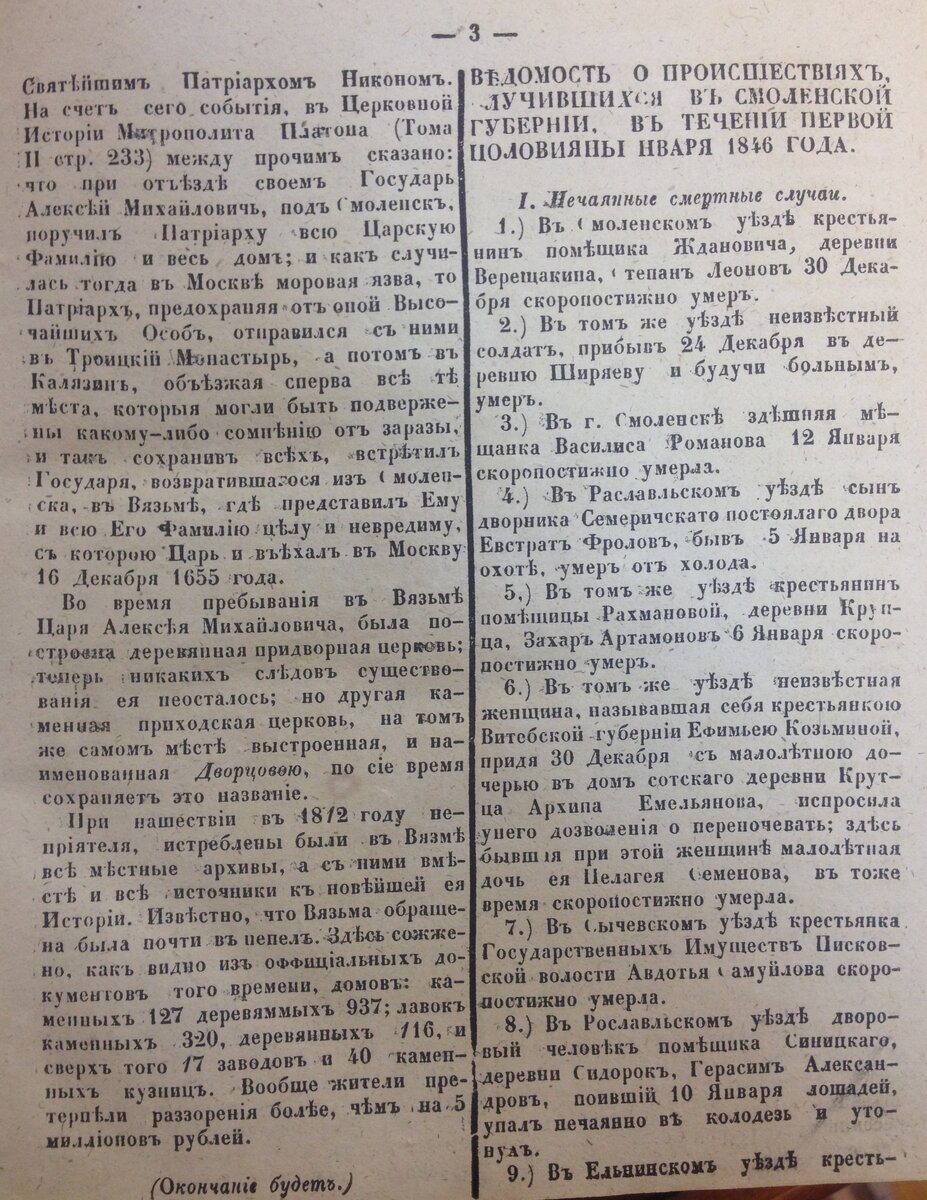 — 3 —
Святѣйшимъ Патріархомъ Никономъ.
На счетъ сего событія, въ Церковной
Исторіи Митрополита Платона (Тома
II стр. 233) между прочимъ сказано:
что при отъѣздѣ своемъ Государь
Алексѣй Михайловичь, подъ Смоленскъ,
поручилъ Патріарху всю Царскую
Фамилію и весь домъ; и какъ случи-
лась тогда въ Москвѣ моровая язва, то
Патріархъ, предохраняя отъ оной Высо-
чайшихъ Особъ, отправился съ ними
въ Троицкій Монастырь, а потомъ въ
Калязинъ, объѣзжая сперва всѣ тѣ
мѣста, которыя могли быть подверже-
ны какому-либо сомнѣнію отъ заразы,
и такъ сохранивъ всѣхъ, встрѣтилъ
Государя, возвратившагося изъ Смолен-
ска, въ Вязьмѣ, гдѣ представилъ Ему
и всю Его Фамилію цѣлу и невредиму,
съ которою Царь и въѣхалъ въ Москву
16 Декабря 1655 года.
Во время пребыванія въ Вязьмѣ
Царя Алексѣя Михайловича, была по-
строена деревянная придворная церковь;
теперь никакихъ слѣдовъ существо-
ванія ея неосталось; но другая ка-
менная приходская церковь, на томъ
же самомъ мѣстѣ выстроенная, и на-
именованная Дворцовою, по сіе время
сохраняетъ это названіе.
При нашествіи въ 1812 году не-
пріятеля, истреблены были въ Вязмѣ
всѣ мѣстные архивы, а съ ними вмѣ-
стѣ и всѣ источники къ новѣйшей ея
Исторіи. Извѣстно, что Вязьма обраще-
на была почти въ пепелъ. Здѣсь сожже-
но, какъ видно изъ оффиціальныхъ до-
кументовъ того времени, домовъ: ка-
менныхъ 127 деревяммыхъ 937; лавокъ
каменныхъ 320, деревянныхъ 116, и
сверхъ того 17 заводовъ и 40 камен-
ныхъ кузницъ. Вообще жители пре-
терпѣли раззоренія болѣе, чѣмъ на 5
милліоновъ рублей.
(Окончаніе будетъ.)
ВѢДОМОСТЬ О ПРОИСШЕСТВІЯХЪ,
ЛУЧИВШИХСЯ ВЪ СМОЛЕНСКОЙ
ГУБЕРНІИ, ВЪ ТЕЧЕНІЙ ПЕРВОЙ
ПОЛОВИЯНЫ НВАРЯ 1846 ГОДА.
I. Нечаянные смертные случаи.
1.) Въ Смоленскомъ уѣздѣ крестья-
нинъ помѣщика Ждановича, деревни
Верещакина, Степанъ Леоновъ 30 Дека-
бря скоропостижно умеръ.
2.) Въ томъ же уѣздѣ неизвѣстный
солдатъ, прибывъ 24 Декабря въ де-
ревню Ширяеву и будучи больнымъ,
умеръ.
3.) Въ г. Смоленскѣ здѣшняя мѣ-
щанка Василиса Романова 12 Января
скоропостижно умерла.
4.) Въ Раславльскомъ уѣздѣ сынъ
дворника Семеричскато постоялаго двора
Евстратъ Фроловъ, бывъ 5 Января на
охотѣ, умеръ отъ холода.
5,) Въ томъ же уѣздѣ крестьянинъ
помѣщицы Рахмановой, деревни Круп-
ца, Захаръ Артамоновъ 6 Января скоро-
постижно умеръ.
6.) Въ томъ же уѣздѣ неизвѣстная
женщина, называвшая себя крестьянкою
Витебской губерніи Ефимьею Козьминой,
придя 30 Декабря съ малолѣтною до-
черью въ домъ сотскаго деревни Крут-
ца Архипа Емельянова, испросила
унего дозволенія о переночевать; здѣсь
бывшая при этой женщинѣ малолѣтная
дочь ея Пелагея Семенова, въ тоже
время скоропостижно умерла.
7.) Въ Сычевскомъ уѣздѣ крестьянка
Государственныхъ Имуществъ Писков-
ской волости Авдотья Самуйлова скоро-
постижно умерла.
8.) Въ Рославльскомъ уѣздѣ дворо-
вый человѣкъ помѣщика Синицкаго,
деревни Сидорокъ, Герасимъ Алексан-
дровъ, поившій 10 Января лошадей,
упалъ нечаянно въ колодезь и уто-
нулъ.
9.) Въ Ельнинскомъ уѣздѣ кресть-